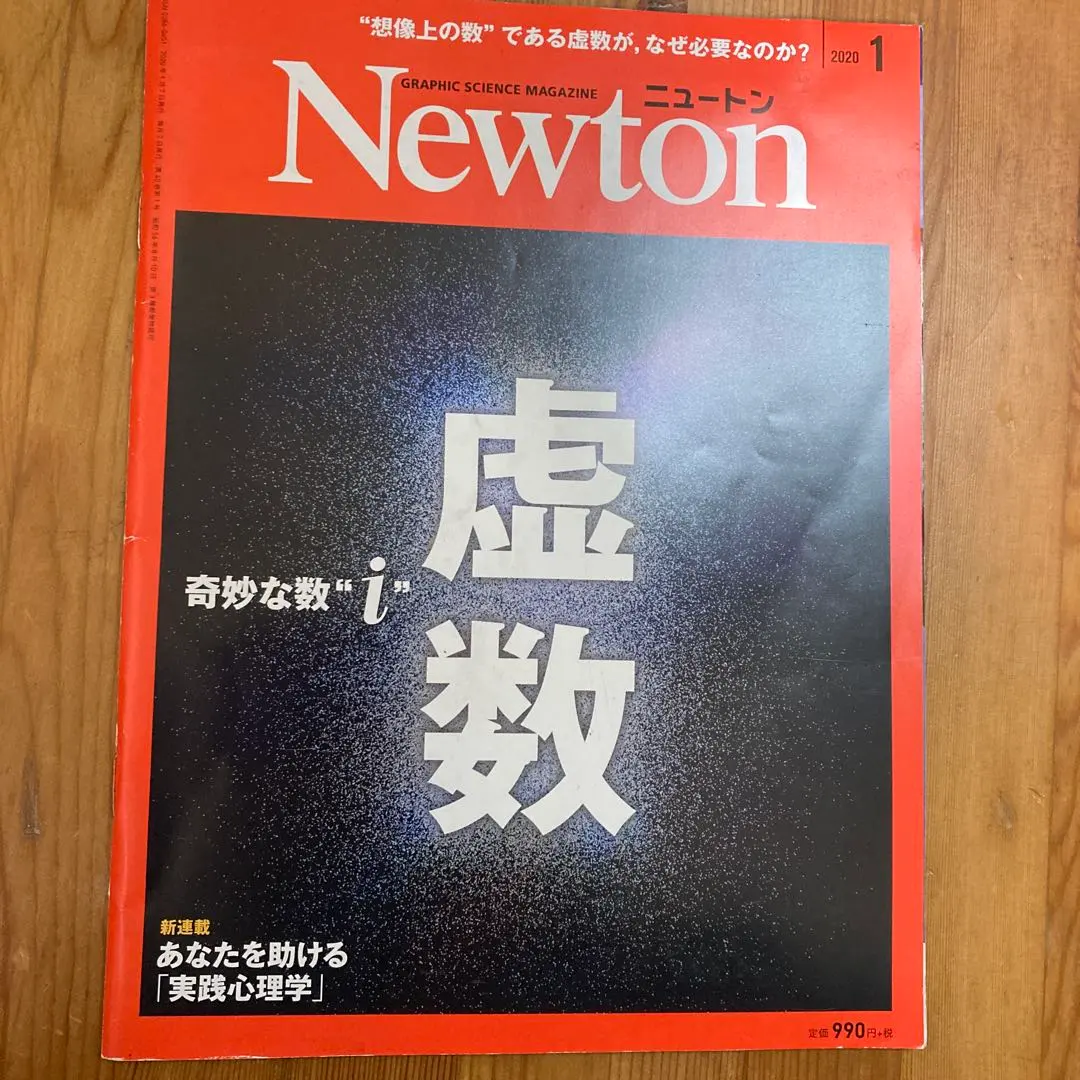 “想像上の数”である虚数が，なぜ必要なのか？
2020 1
GRAPHIC SCIENCE MAGAZINE
ニュートン
Newton
虚数
奇妙な数“i”
新連載
あなたを助ける
「実践心理学」
定価990円+税